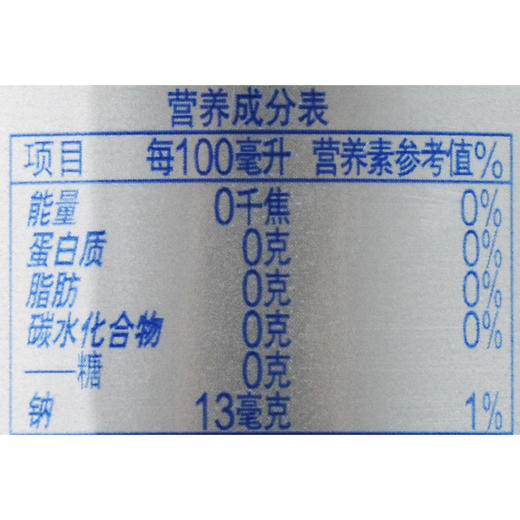 营养成分表
项目 每100毫升 营养素参考值%
能量 0千焦 0%
蛋白质 0克 0%
脂肪 0克 0%
碳水化合物 0克 0%
——糖 0克
钠 13毫克 1%